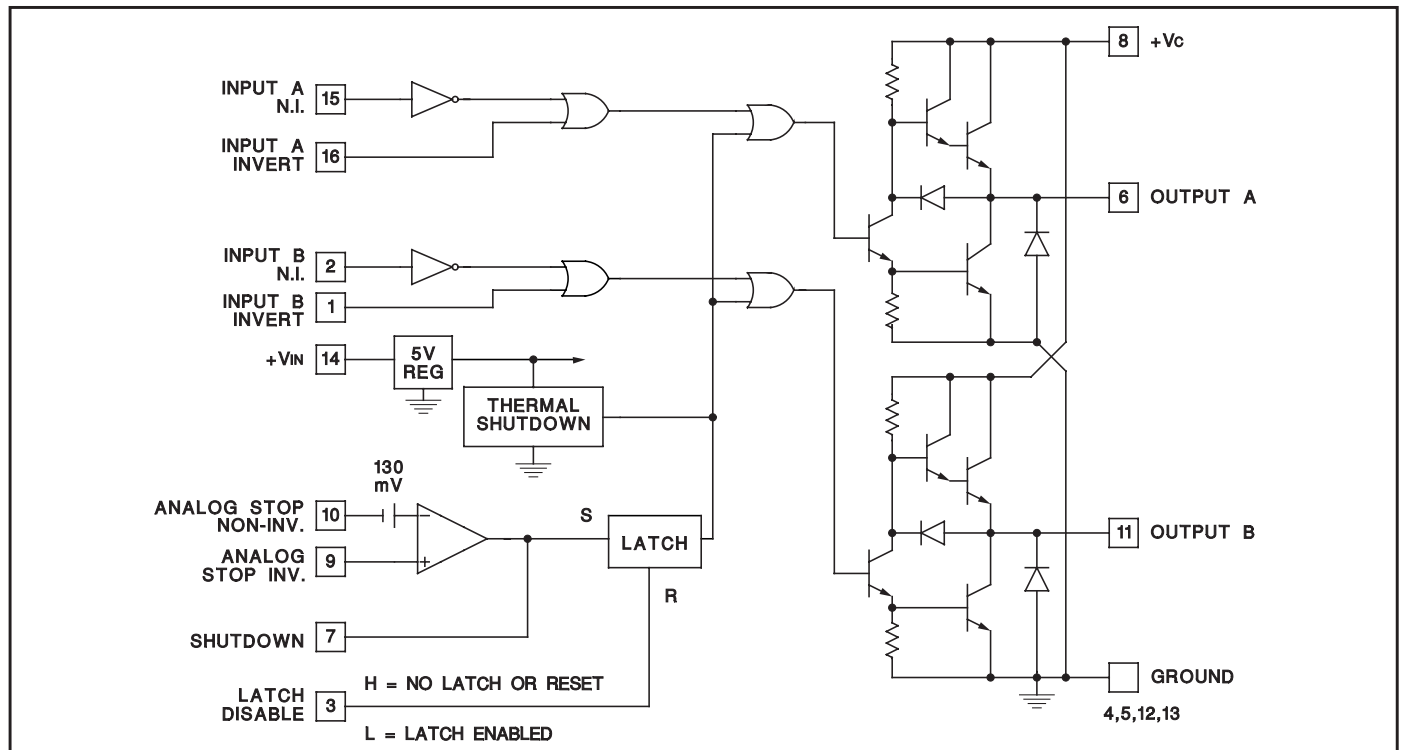 8 +VC
INPUT A
N.I. 15
INPUT A
INVERT 16
6 OUTPUT A
INPUT B
N.I. 2
INPUT B
INVERT 1
+VIN 14
5V
REG
THERMAL
SHUTDOWN
130
mV
ANALOG STOP
NON-INV. 10
−
S
LATCH
11 OUTPUT B
ANALOG
STOP INV. 9
+
R
SHUTDOWN 7
H = NO LATCH OR RESET
GROUND
LATCH
DISABLE 3
4,5,12,13
L = LATCH ENABLED